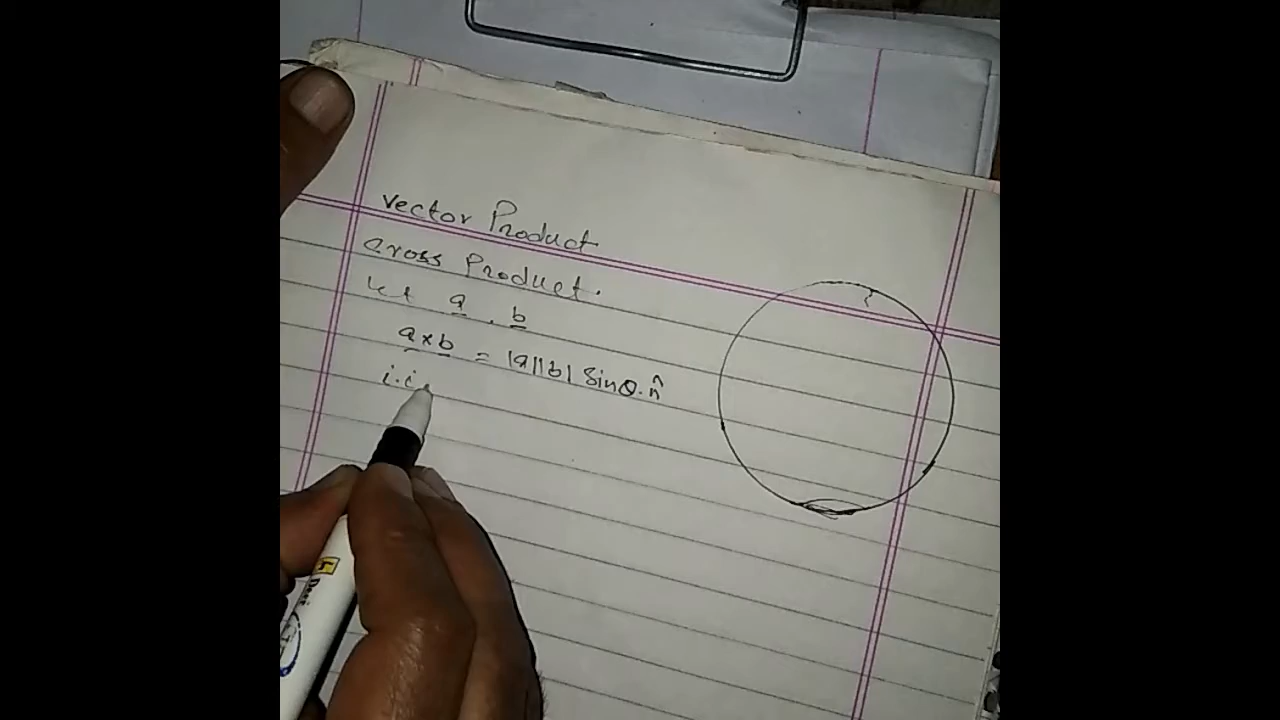 Vector Product
Cross Product.
Let a, b
a × b = |a||b| Sinθ.n̂
i.i